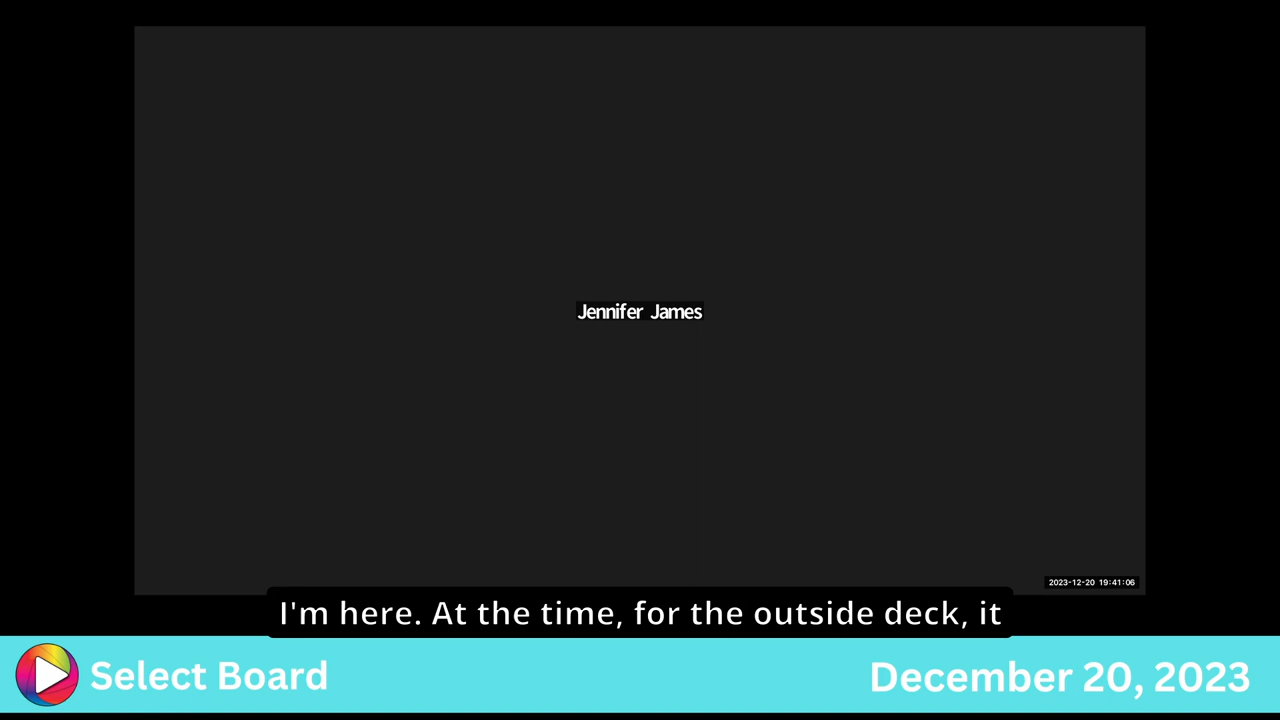 Jennifer James
2023-12-20 19:41:06
I'm here. At the time, for the outside deck, it
Select Board
December 20, 2023